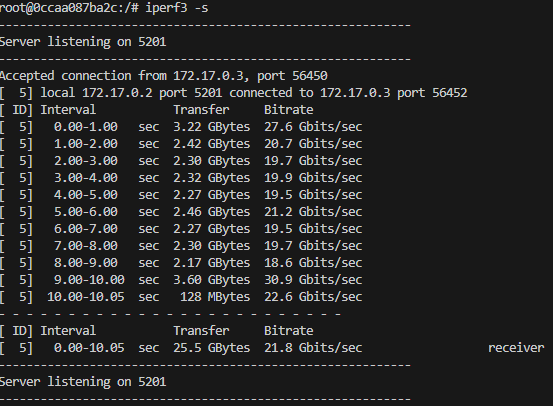 root@0ccaa087ba2c:/# iperf3 -s
-----------------------------------------------------------
Server listening on 5201
-----------------------------------------------------------
Accepted connection from 172.17.0.3, port 56450
[  5] local 172.17.0.2 port 5201 connected to 172.17.0.3 port 56452
[ ID] Interval           Transfer     Bitrate
[  5]   0.00-1.00   sec  3.22 GBytes  27.6 Gbits/sec
[  5]   1.00-2.00   sec  2.42 GBytes  20.7 Gbits/sec
[  5]   2.00-3.00   sec  2.30 GBytes  19.7 Gbits/sec
[  5]   3.00-4.00   sec  2.32 GBytes  19.9 Gbits/sec
[  5]   4.00-5.00   sec  2.27 GBytes  19.5 Gbits/sec
[  5]   5.00-6.00   sec  2.46 GBytes  21.2 Gbits/sec
[  5]   6.00-7.00   sec  2.27 GBytes  19.5 Gbits/sec
[  5]   7.00-8.00   sec  2.30 GBytes  19.7 Gbits/sec
[  5]   8.00-9.00   sec  2.17 GBytes  18.6 Gbits/sec
[  5]   9.00-10.00  sec  3.60 GBytes  30.9 Gbits/sec
[  5]  10.00-10.05  sec   128 MBytes  22.6 Gbits/sec
- - - - - - - - - - - - - - - - - - - - - - - - -
[ ID] Interval           Transfer     Bitrate
[  5]   0.00-10.05  sec  25.5 GBytes  21.8 Gbits/sec                  receiver
-----------------------------------------------------------
Server listening on 5201
-----------------------------------------------------------